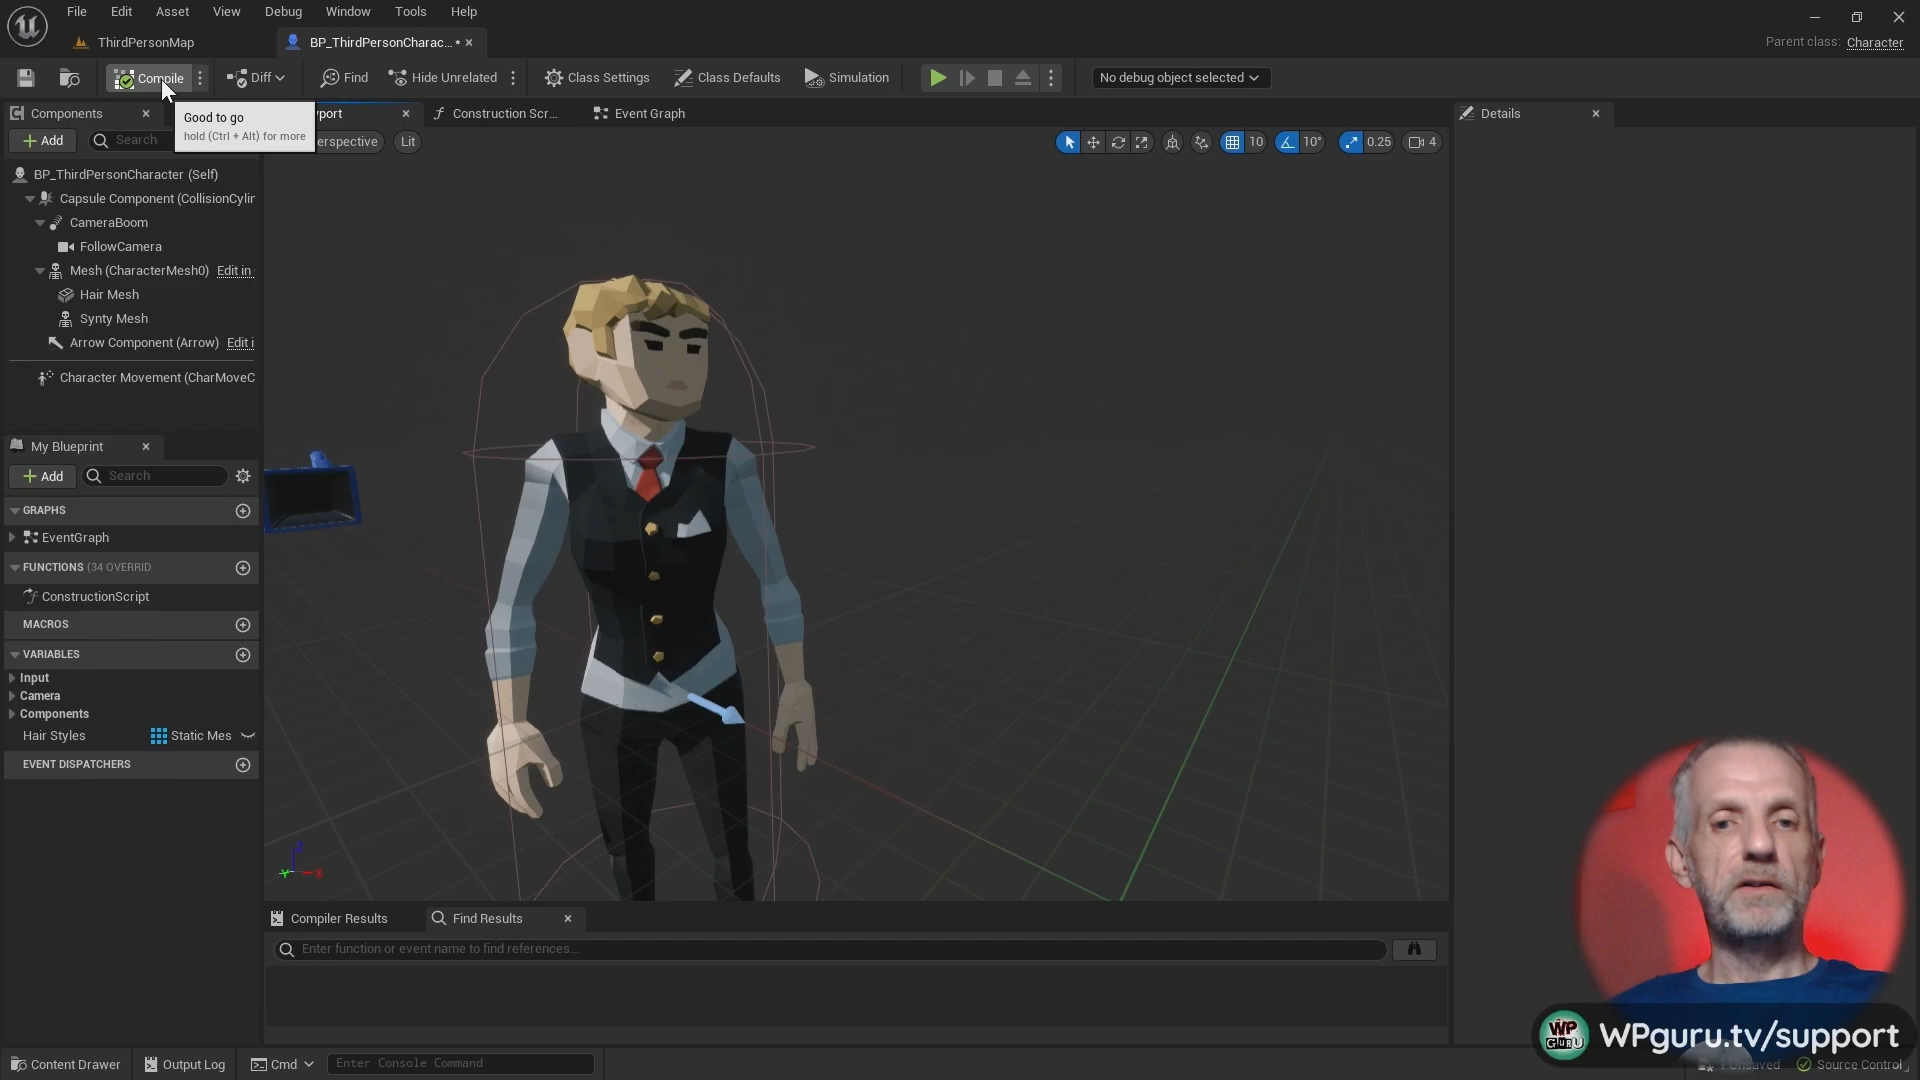 File Edit Asset View Debug Window Tools Help
ThirdPersonMap
BP_ThirdPersonCharac... *
Parent class: Character
Compile Diff Find Hide Unrelated Class Settings Class Defaults Simulation No debug object selected
Components
Good to go
hold (Ctrl + Alt) for more
port Construction Scr... Event Graph
Details
Add Search
erspective Lit
10 10° 0.25 4
BP_ThirdPersonCharacter (Self)
Capsule Component (CollisionCylin
CameraBoom
FollowCamera
Mesh (CharacterMesh0) Edit in
Hair Mesh
Synty Mesh
Arrow Component (Arrow) Edit i
Character Movement (CharMoveC
My Blueprint
Add Search
GRAPHS
EventGraph
FUNCTIONS (34 OVERRID
ConstructionScript
MACROS
VARIABLES
Input
Camera
Components
Hair Styles Static Mes
EVENT DISPATCHERS
Z
Y X
Compiler Results Find Results
Enter function or event name to find references...
WP GURU
WPguru.tv/support
Content Drawer Output Log Cmd Enter Console Command
1 Unsaved Source Control